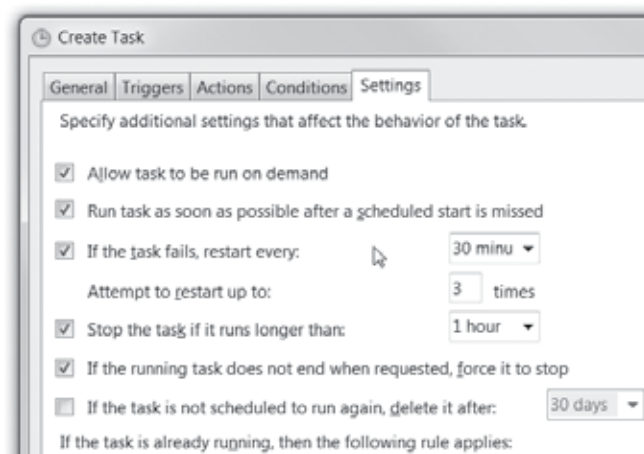 Create Task
General Triggers Actions Conditions Settings
Specify additional settings that affect the behavior of the task.
Allow task to be run on demand
Run task as soon as possible after a scheduled start is missed
If the task fails, restart every: 30 minu
Attempt to restart up to: 3 times
Stop the task if it runs longer than: 1 hour
If the running task does not end when requested, force it to stop
If the task is not scheduled to run again, delete it after: 30 days
If the task is already running, then the following rule applies: